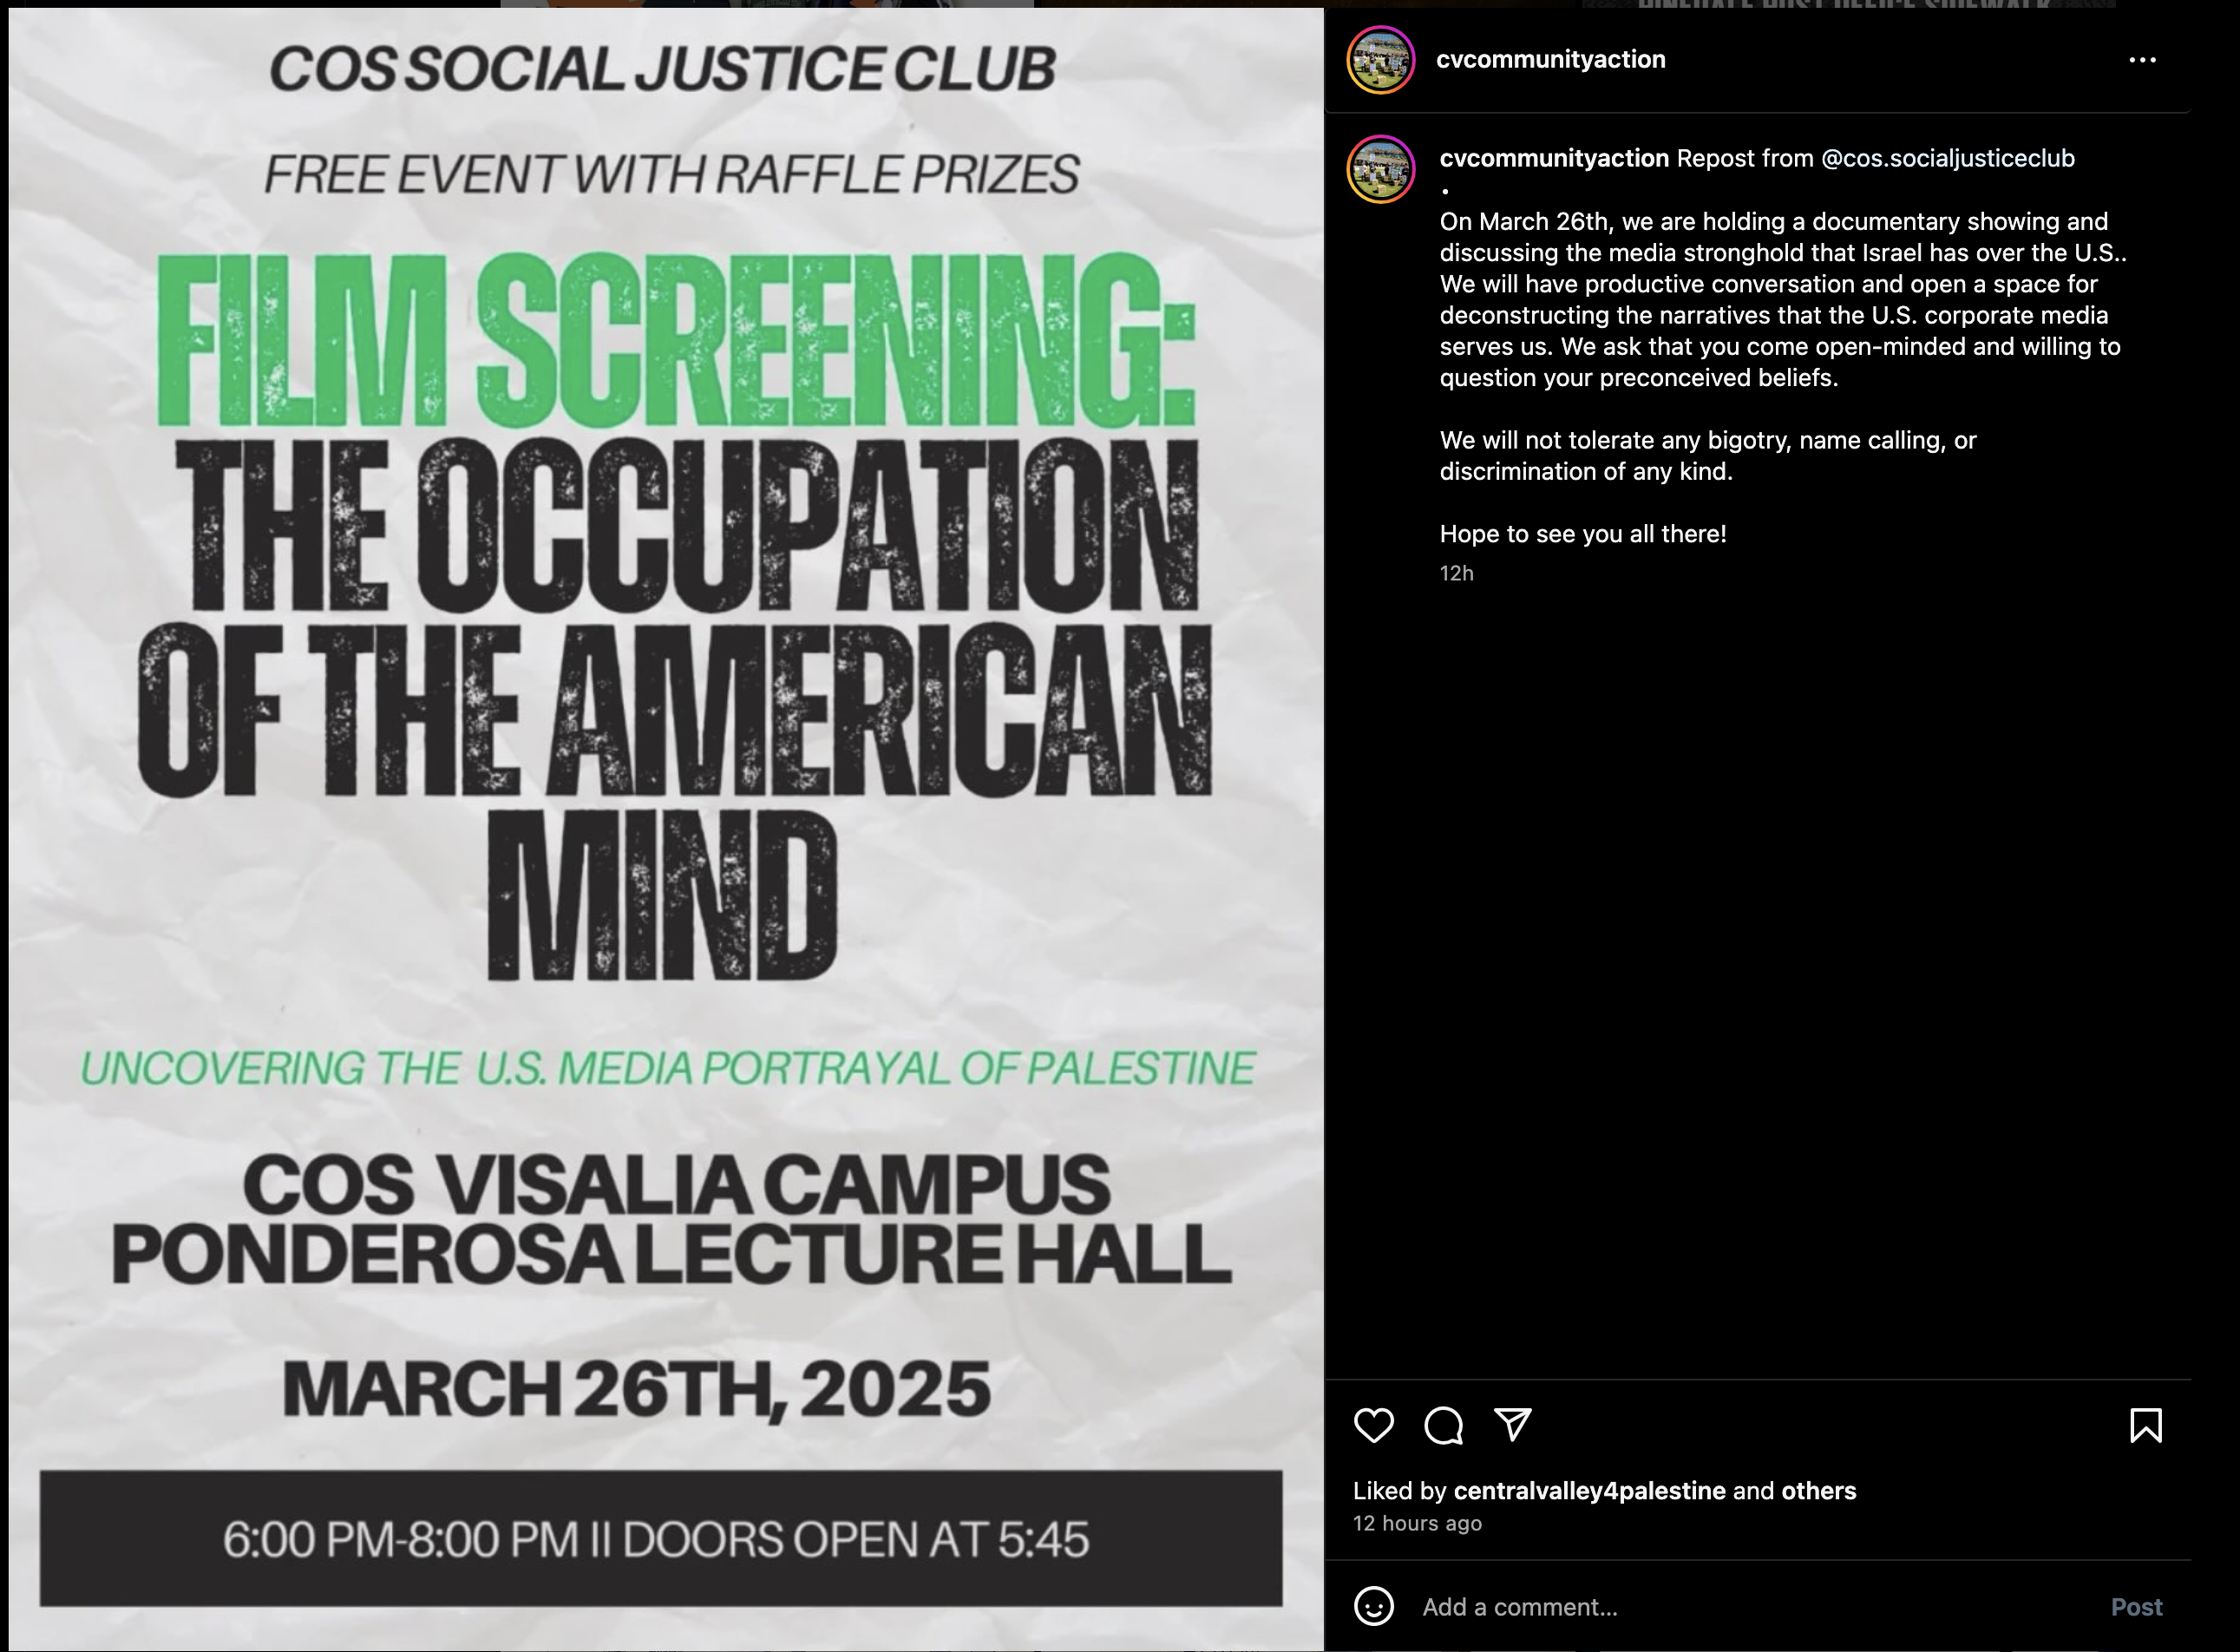 COS SOCIAL JUSTICE CLUB
FREE EVENT WITH RAFFLE PRIZES
FILM SCREENING:
THE OCCUPATION
OF THE AMERICAN
MIND
UNCOVERING THE U.S. MEDIA PORTRAYAL OF PALESTINE
COS VISALIA CAMPUS
PONDEROSA LECTURE HALL
MARCH 26TH, 2025
6:00 PM-8:00 PM II DOORS OPEN AT 5:45
cvcommunityaction
cvcommunityaction Repost from @cos.socialjusticeclub
.
On March 26th, we are holding a documentary showing and
discussing the media stronghold that Israel has over the U.S..
We will have productive conversation and open a space for
deconstructing the narratives that the U.S. corporate media
serves us. We ask that you come open-minded and willing to
question your preconceived beliefs.
We will not tolerate any bigotry, name calling, or
discrimination of any kind.
Hope to see you all there!
12h
Liked by centralvalley4palestine and others
12 hours ago
Add a comment...
Post